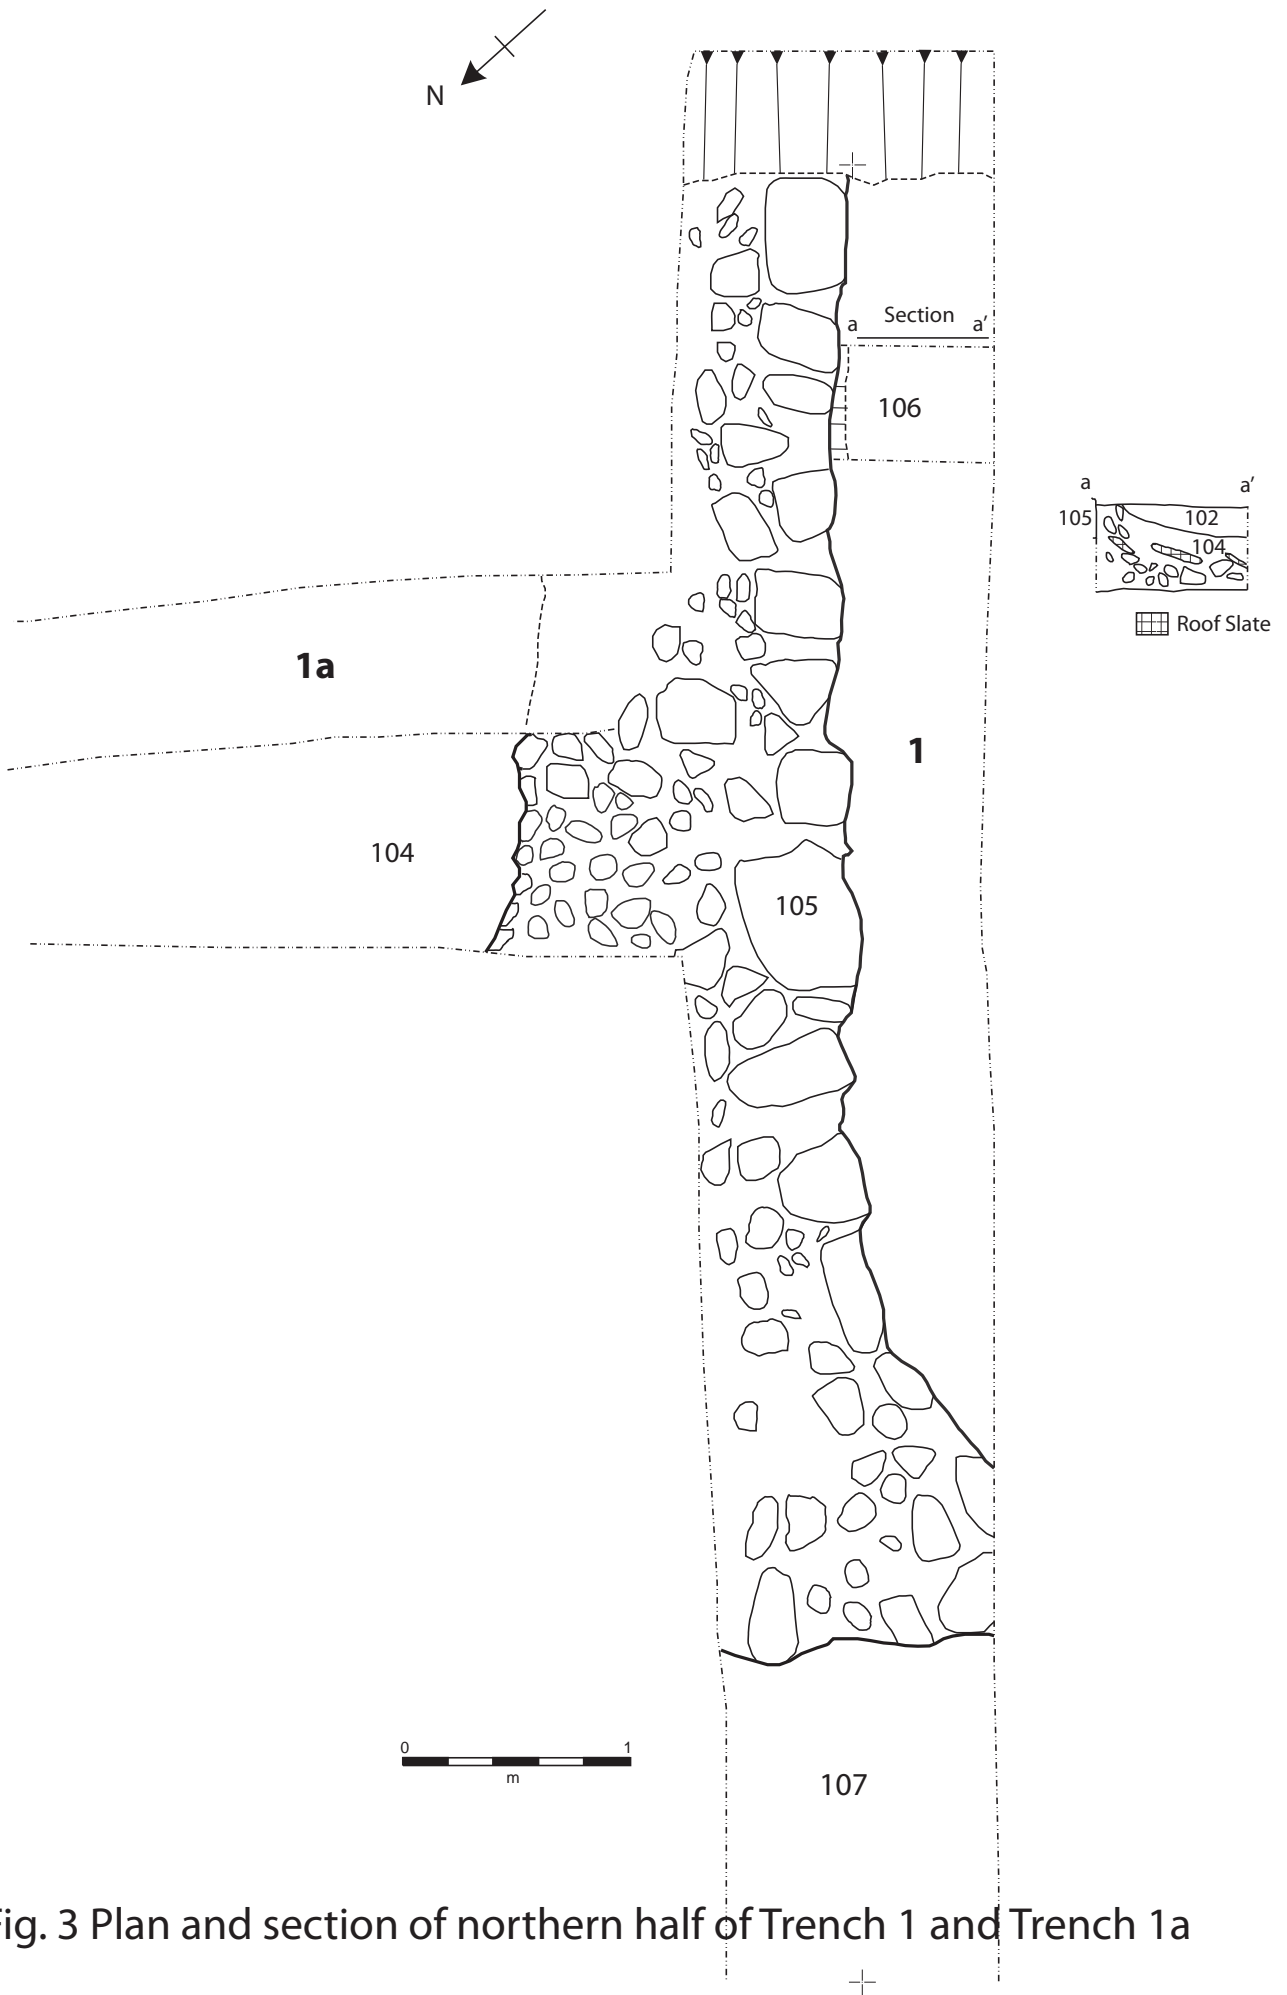 N
a Section a’
106
a a’
105 102
104
Roof Slate
1a
1
104
105
0 1
m
107
ig. 3 Plan and section of northern half of Trench 1 and Trench 1a